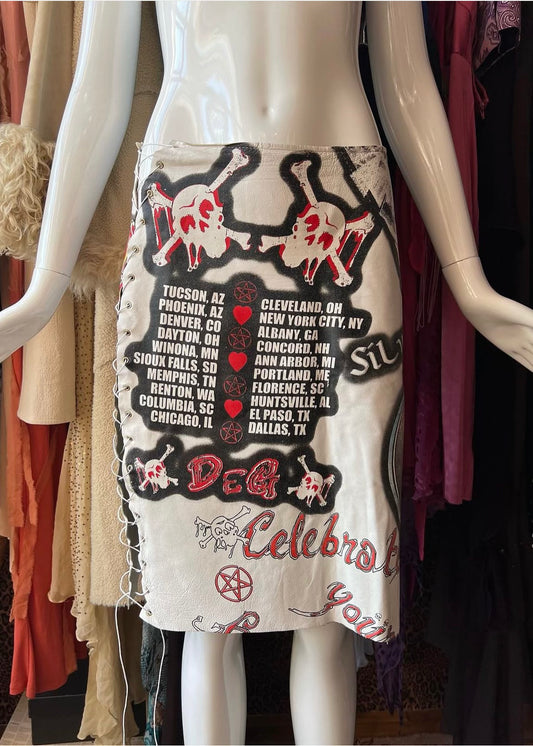 TUCSON, AZ
PHOENIX, AZ
DENVER, CO
DAYTON, OH
WINONA, MN
SIOUX FALLS, SD
MEMPHIS, TN
RENTON, WA
COLUMBIA, SC
CHICAGO, IL
CLEVELAND, OH
NEW YORK CITY, NY
ALBANY, GA
CONCORD, NH
ANN ARBOR, MI
PORTLAND, ME
FLORENCE, SC
HUNTSVILLE, AL
EL PASO, TX
DALLAS, TX
DeG
Celebrat